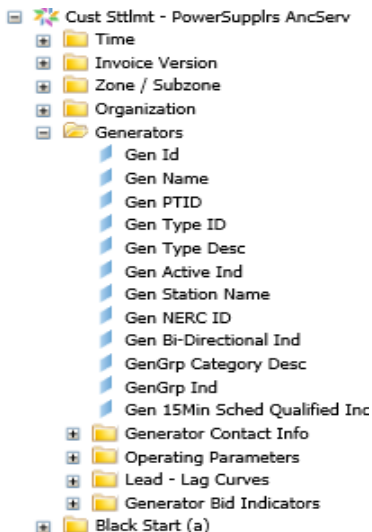 Cust Sttlmt - PowerSupplrs AncServ
Time
Invoice Version
Zone / Subzone
Organization
Generators
Gen Id
Gen Name
Gen PTID
Gen Type ID
Gen Type Desc
Gen Active Ind
Gen Station Name
Gen NERC ID
Gen Bi-Directional Ind
GenGrp Category Desc
GenGrp Ind
Gen 15Min Sched Qualified Ind
Generator Contact Info
Operating Parameters
Lead - Lag Curves
Generator Bid Indicators
Black Start (a)